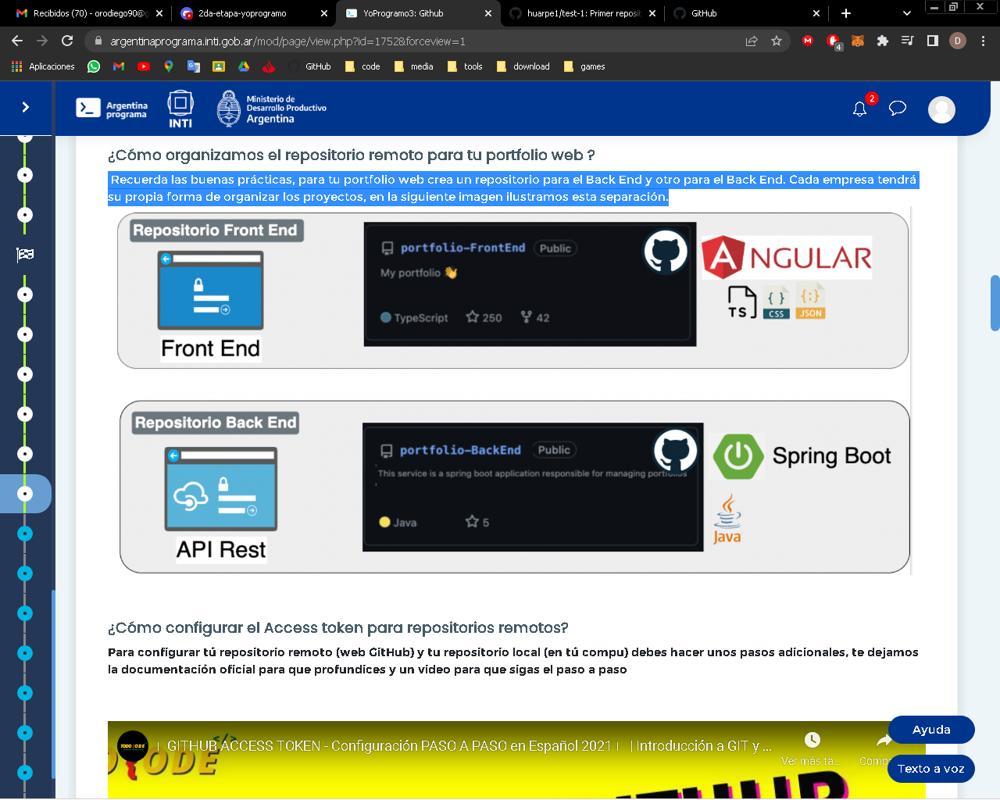 Recibidos (70) - orodiego90@g
2da-etapa-yoprogramo
YoProgramo3: Github
huarpe1/test-1: Primer reposit
GitHub
argentinaprograma.inti.gob.ar/mod/page/view.php?id=1752&forceview=1
4
D
Aplicaciones
GitHub
code
media
tools
download
games
Argentina
programa
INTI
Ministerio de
Desarrollo Productivo
Argentina
2
¿Cómo organizamos el repositorio remoto para tu portfolio web ?
Recuerda las buenas prácticas, para tu portfolio web crea un repositorio para el Back End y otro para el Back End. Cada empresa tendrá
su propia forma de organizar los proyectos, en la siguiente imagen ilustramos esta separación.
Repositorio Front End
portfolio-FrontEnd Public
My portfolio 👋
TypeScript 250 42
Front End
ANGULAR
TS { } CSS {;} JSON
Repositorio Back End
portfolio-BackEnd Public
This service is a spring boot application responsible for managing portfolios
Java 5
API Rest
Spring Boot
Java
¿Cómo configurar el Access token para repositorios remotos?
Para configurar tú repositorio remoto (web GitHub) y tu repositorio local (en tú compu) debes hacer unos pasos adicionales, te dejamos
la documentación oficial para que profundices y un video para que sigas el paso a paso
GITHUB ACCESS TOKEN - Configuración PASO A PASO en Español 2021 | | Introducción a GIT y ...
Ver más ta...
Comp
Ayuda
Texto a voz